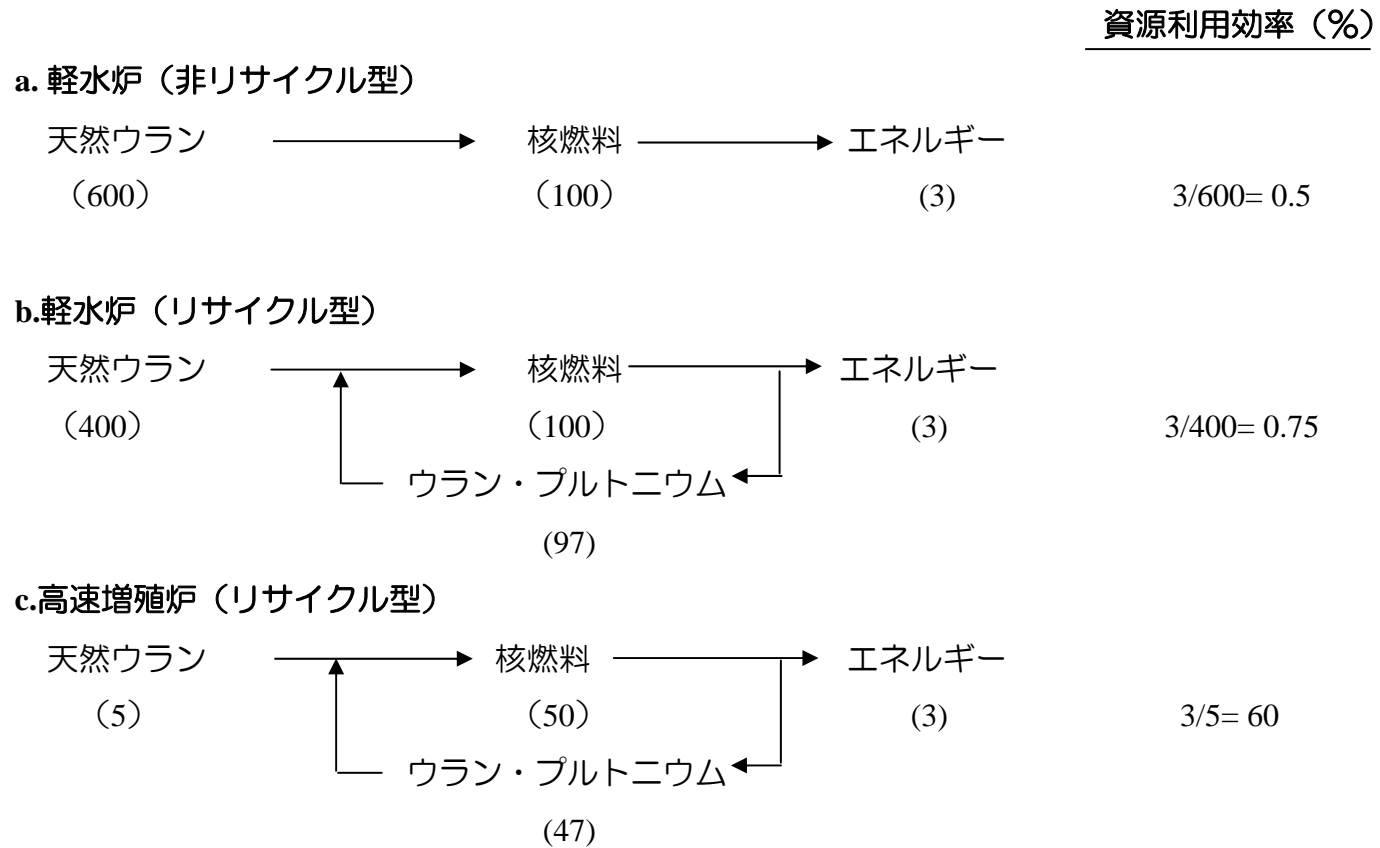 資源利用効率（%）
a. 軽水炉（非リサイクル型）
天然ウラン 核燃料 エネルギー
（600） （100） (3) 3/600= 0.5
b.軽水炉（リサイクル型）
天然ウラン 核燃料 エネルギー
（400） （100） (3) 3/400= 0.75
ウラン・プルトニウム
(97)
c.高速増殖炉（リサイクル型）
天然ウラン 核燃料 エネルギー
（5） （50） (3) 3/5= 60
ウラン・プルトニウム
(47)